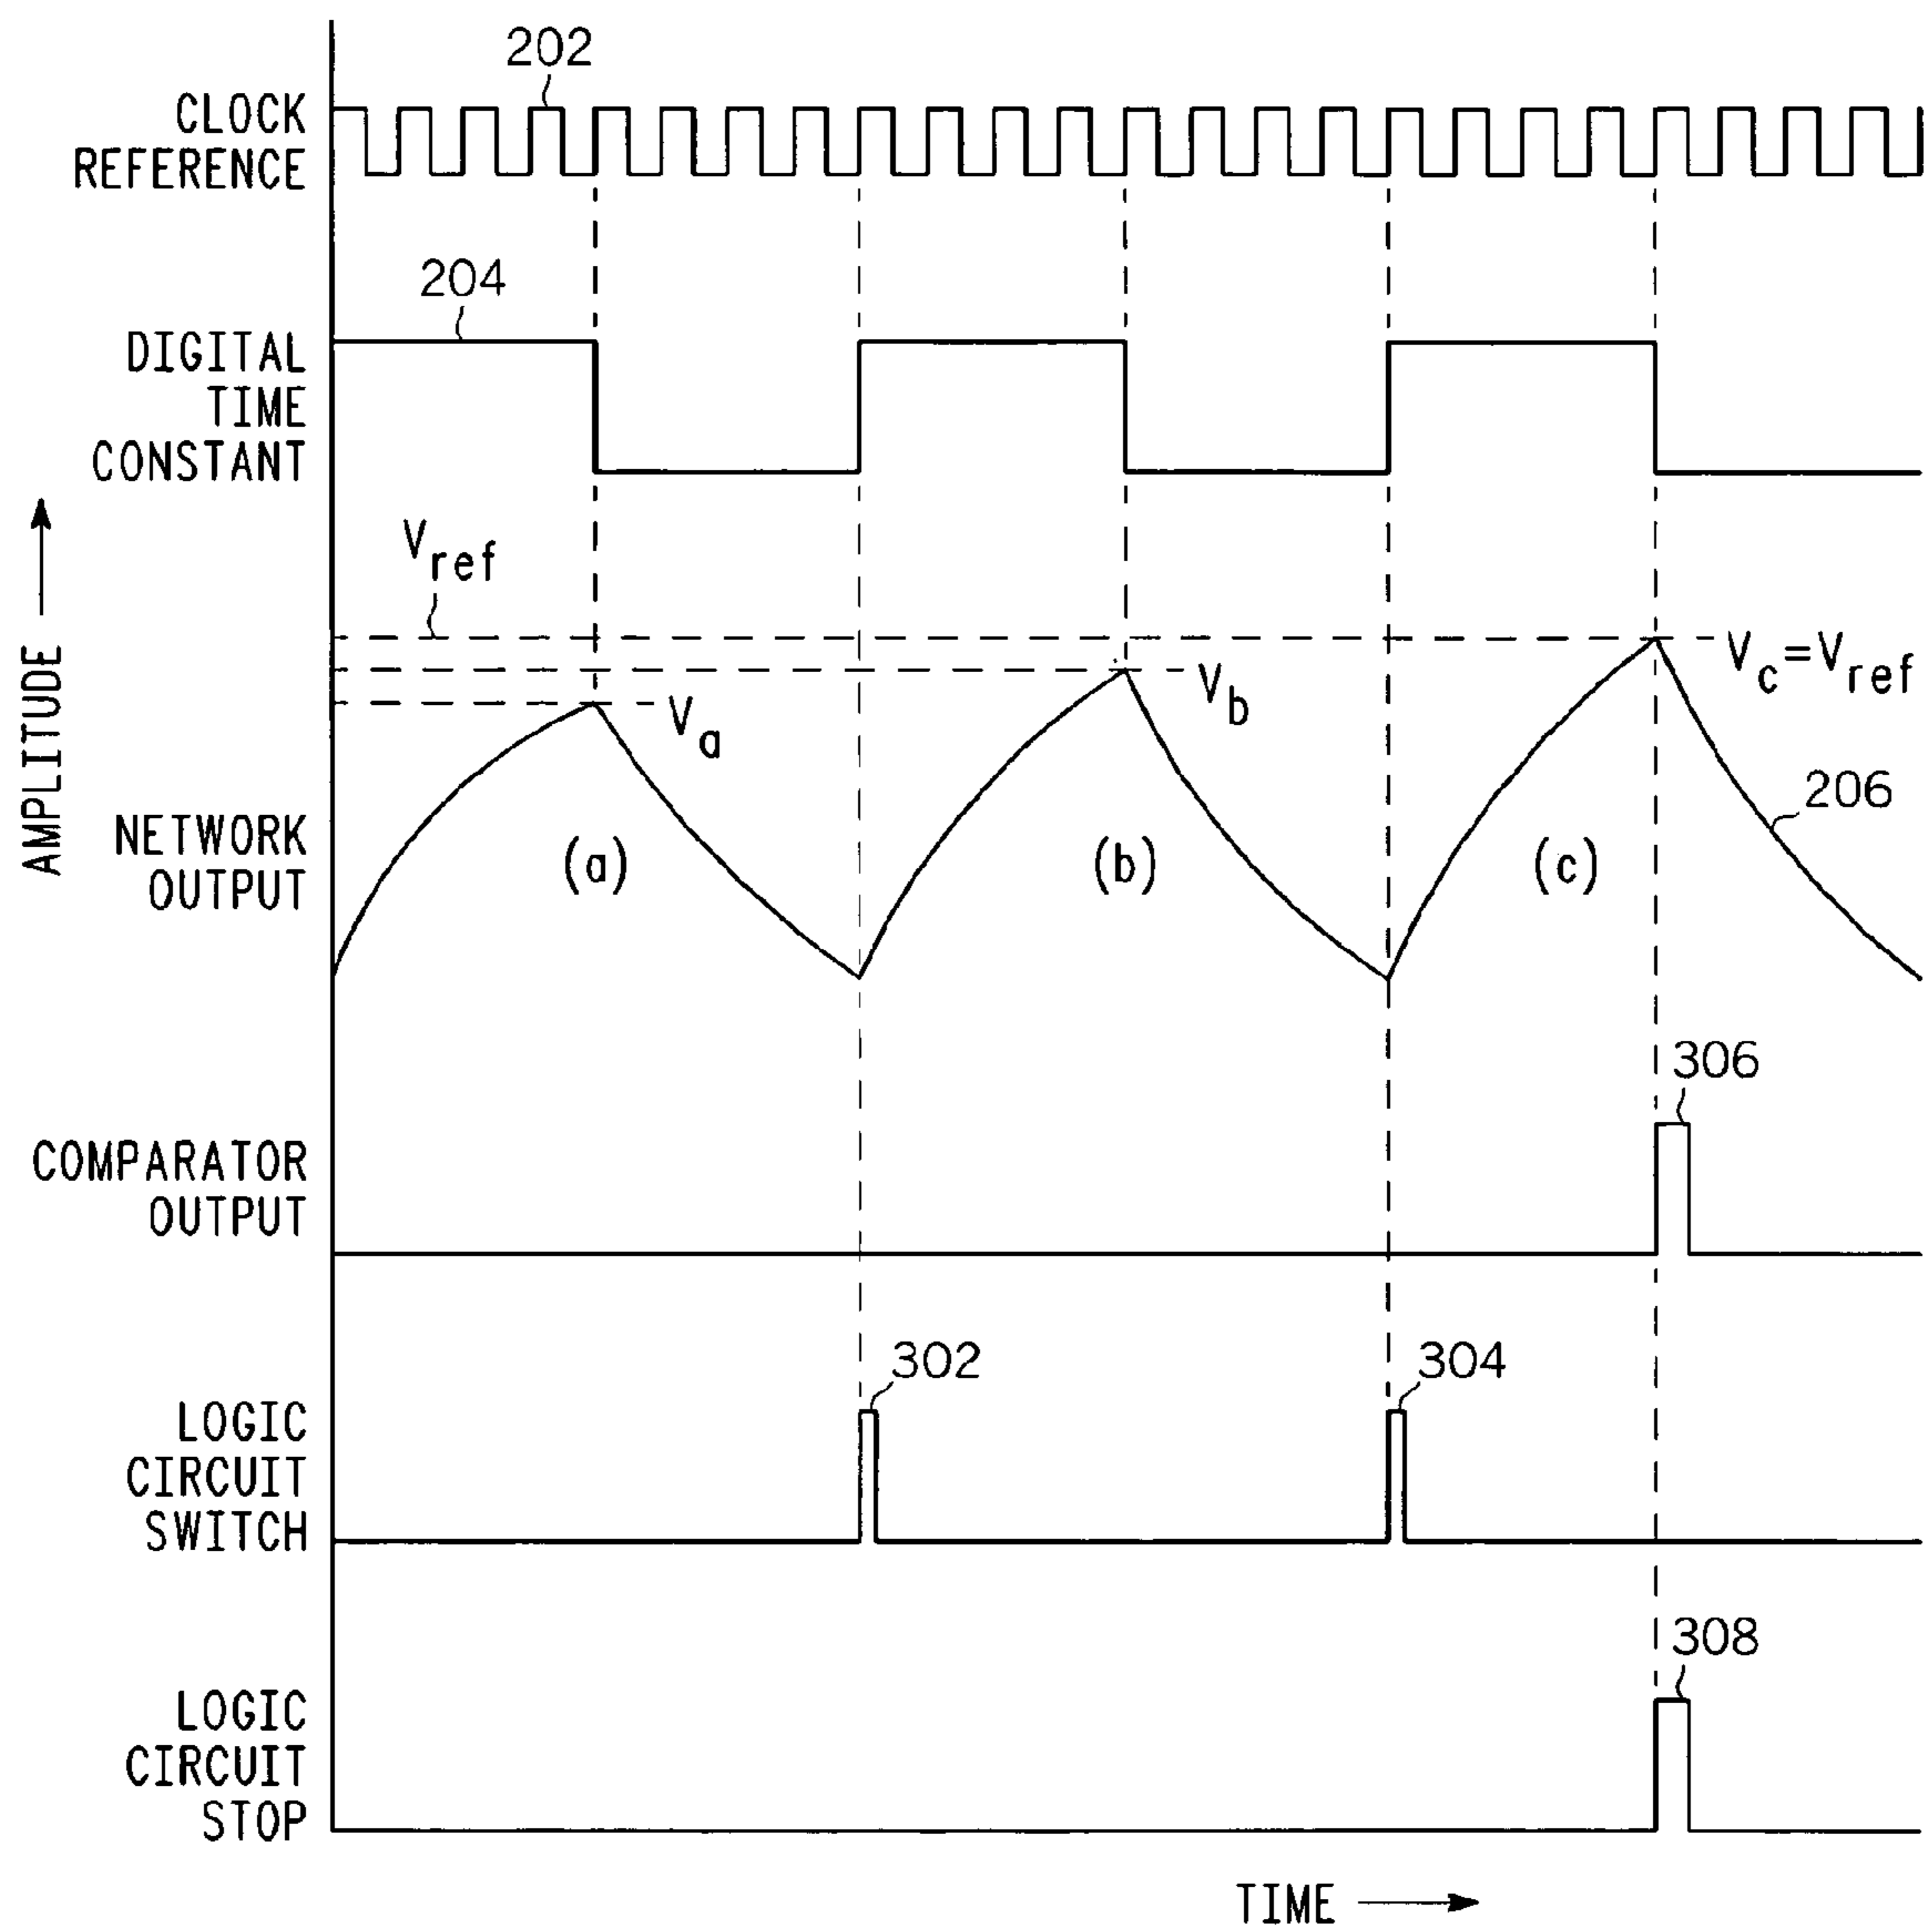 202
CLOCK
REFERENCE
204
DIGITAL
TIME
CONSTANT
Vref
Vc=Vref
Vb
Va
AMPLITUDE
206
NETWORK
OUTPUT
(a)
(b)
(c)
306
COMPARATOR
OUTPUT
302
304
LOGIC
CIRCUIT
SWITCH
308
LOGIC
CIRCUIT
STOP
TIME